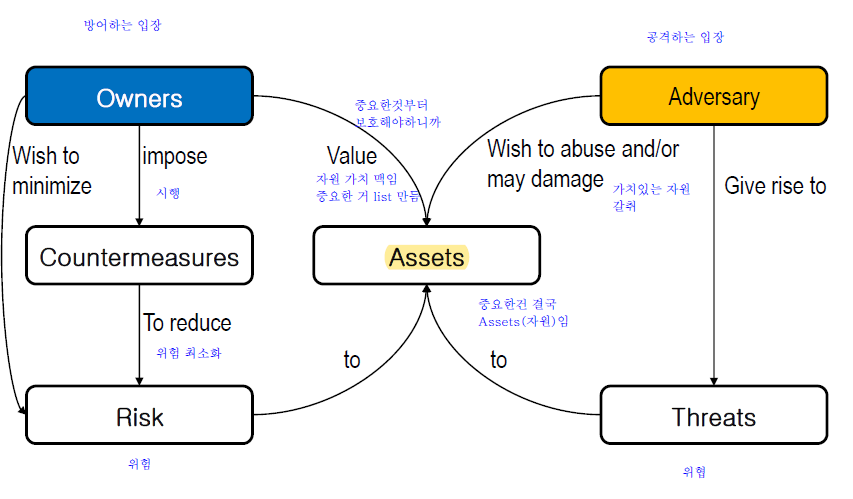 방어하는 입장
공격하는 입장
Owners
Adversary
중요한것부터
보호해야하니까
Wish to
minimize
impose
시행
Value
자원 가치 맥임
중요한 거 list 만듬
Wish to abuse and/or
may damage
가치있는 자원
갈취
Give rise to
Countermeasures
Assets
중요한건 결국
Assets(자원)임
To reduce
위험 최소화
to
to
Risk
Threats
위험
위협